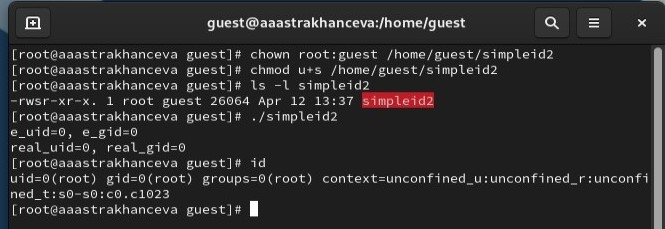 guest@aaastrakhanceva:/home/guest
[root@aaastrakhanceva guest]# chown root:guest /home/guest/simpleid2
[root@aaastrakhanceva guest]# chmod u+s /home/guest/simpleid2
[root@aaastrakhanceva guest]# ls -l simpleid2
-rwsr-xr-x. 1 root guest 26064 Apr 12 13:37 simpleid2
[root@aaastrakhanceva guest]# ./simpleid2
e_uid=0, e_gid=0
real_uid=0, real_gid=0
[root@aaastrakhanceva guest]# id
uid=0(root) gid=0(root) groups=0(root) context=unconfined_u:unconfined_r:unconfi
ned_t:s0-s0:c0.c1023
[root@aaastrakhanceva guest]#